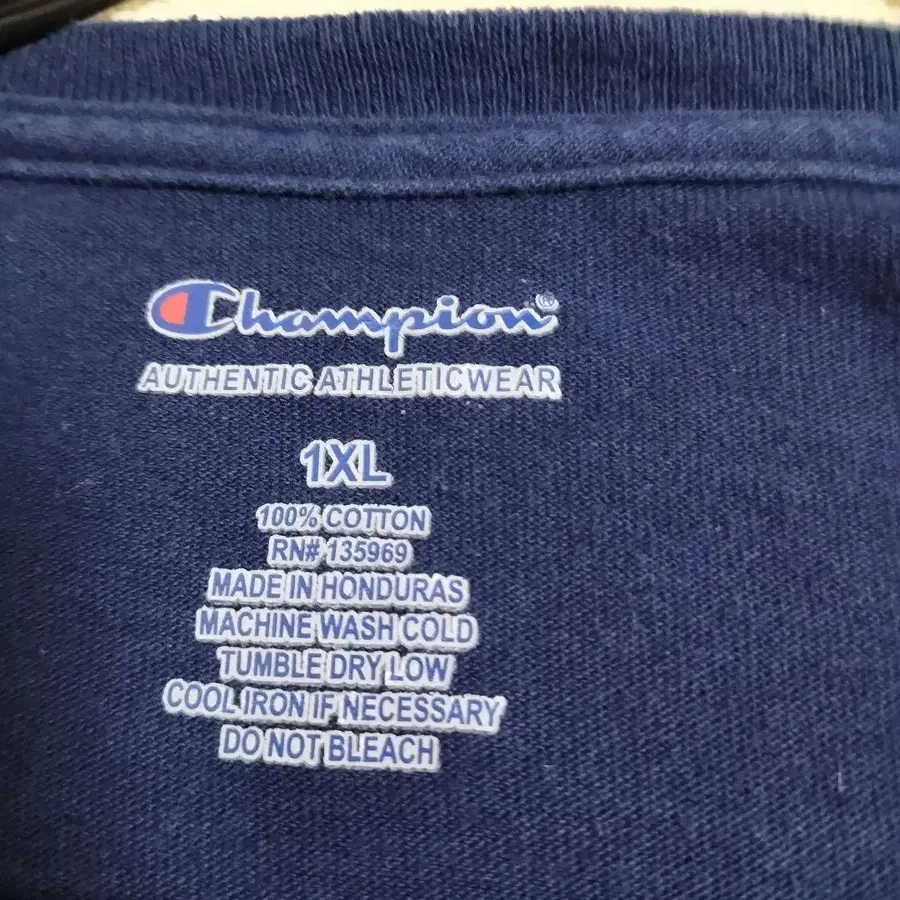 Champion®
AUTHENTIC ATHLETICWEAR
1XL
100% COTTON
RN# 135969
MADE IN HONDURAS
MACHINE WASH COLD
TUMBLE DRY LOW
COOL IRON IF NECESSARY
DO NOT BLEACH